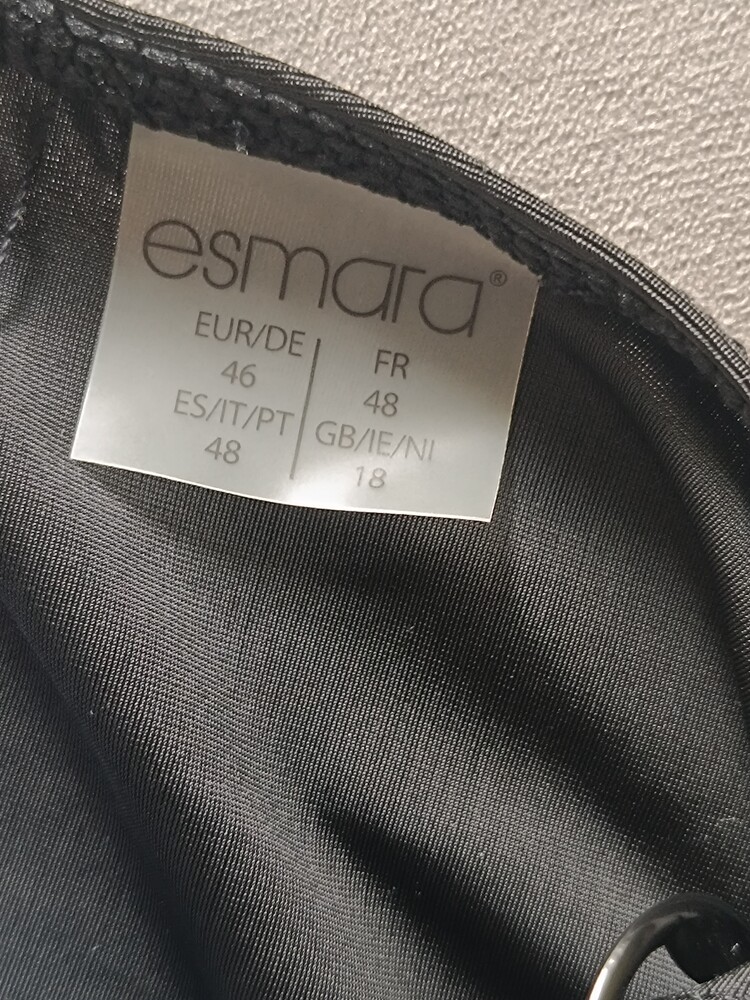 esmara®
EUR/DE
46
ES/IT/PT
48
FR
48
GB/IE/NI
18